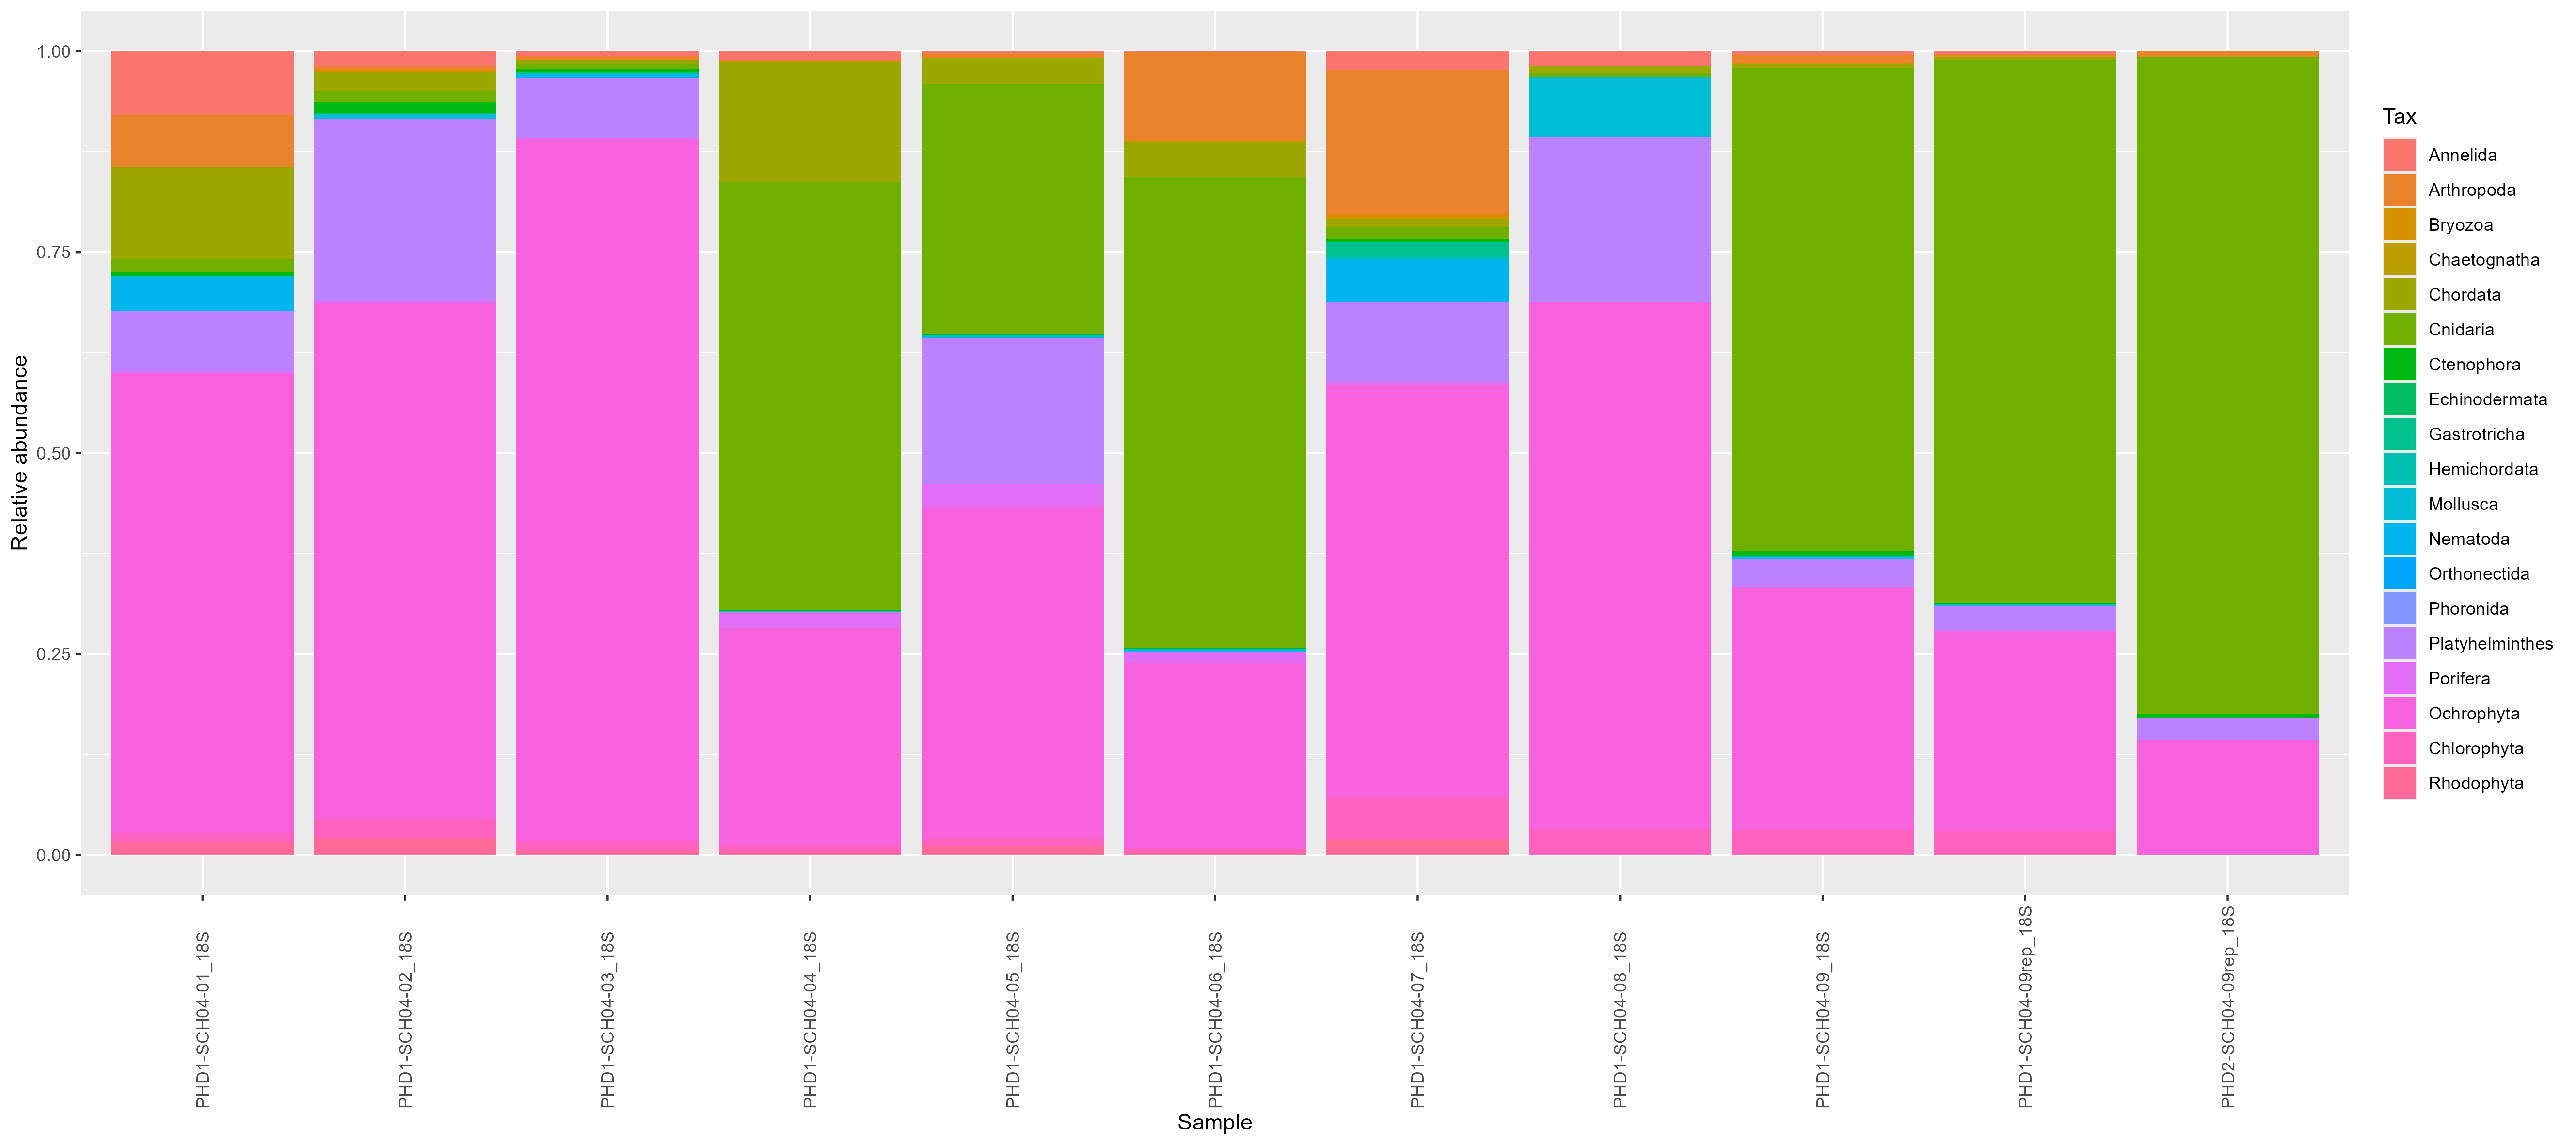 1.00
0.75
0.50
0.25
0.00
Relative abundance
PHD1-SCH04-01_18S
PHD1-SCH04-02_18S
PHD1-SCH04-03_18S
PHD1-SCH04-04_18S
PHD1-SCH04-05_18S
PHD1-SCH04-06_18S
PHD1-SCH04-07_18S
PHD1-SCH04-08_18S
PHD1-SCH04-09_18S
PHD1-SCH04-09rep_18S
PHD2-SCH04-09rep_18S
Sample
Tax
Annelida
Arthropoda
Bryozoa
Chaetognatha
Chordata
Cnidaria
Ctenophora
Echinodermata
Gastrotricha
Hemichordata
Mollusca
Nematoda
Orthonectida
Phoronida
Platyhelminthes
Porifera
Ochrophyta
Chlorophyta
Rhodophyta